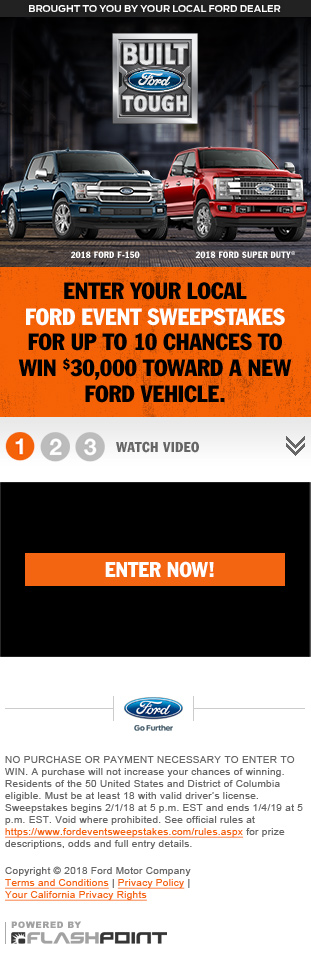 BROUGHT TO YOU BY YOUR LOCAL FORD DEALER
BUILT
Ford
TOUGH
2018 FORD F-150
2018 FORD SUPER DUTY®
ENTER YOUR LOCAL
FORD EVENT SWEEPSTAKES
FOR UP TO 10 CHANCES TO
WIN $30,000 TOWARD A NEW
FORD VEHICLE.
1 2 3 WATCH VIDEO
ENTER NOW!
Ford
Go Further
NO PURCHASE OR PAYMENT NECESSARY TO ENTER TO
WIN. A purchase will not increase your chances of winning.
Residents of the 50 United States and District of Columbia
eligible. Must be at least 18 with valid driver's license.
Sweepstakes begins 2/1/18 at 5 p.m. EST and ends 1/4/19 at 5
p.m. EST. Void where prohibited. See official rules at
https://www.fordeventsweepstakes.com/rules.aspx for prize
descriptions, odds and full entry details.
Copyright © 2018 Ford Motor Company
Terms and Conditions | Privacy Policy |
Your California Privacy Rights
POWERED BY
FLASHPOINT